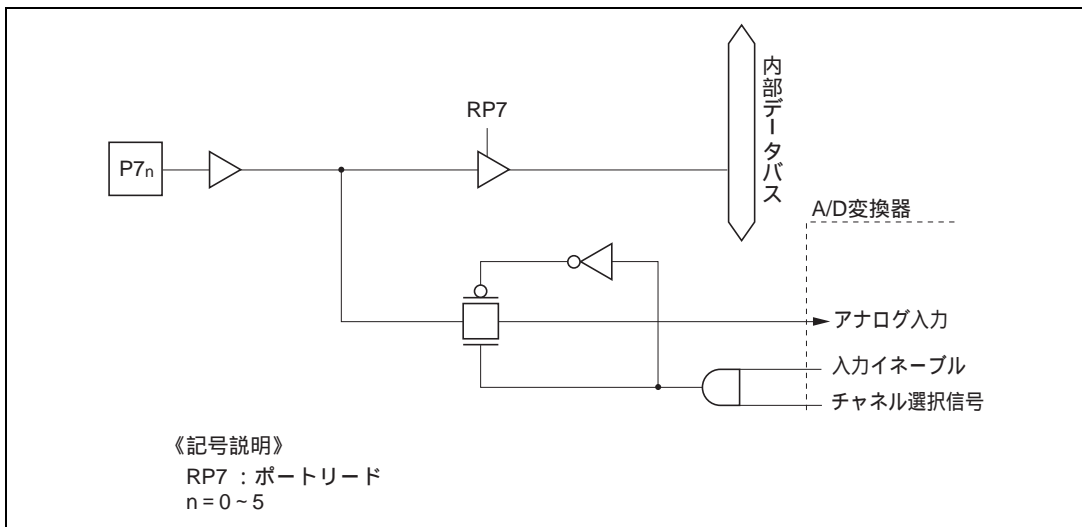 RP7
P7n
内部データバス
A/D変換器
アナログ入力
入力イネーブル
チャネル選択信号
《記号説明》
RP7 : ポートリード
n = 0 ~ 5